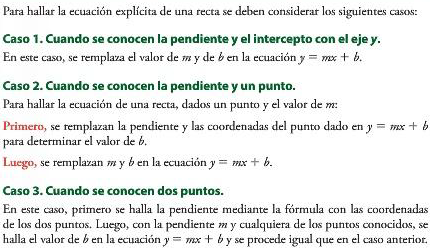 Para hallar la ecuación explícita de una recta se deben considerar los siguientes casos:
Caso 1. Cuando se conocen la pendiente y el intercepto con el eje y.
En este caso, se remplaza el valor de m y de b en la ecuación y = mx + b.
Caso 2. Cuando se conocen la pendiente y un punto.
Para hallar la ecuación de una recta, dados un punto y el valor de m:
Primero, se remplazan la pendiente y las coordenadas del punto dado en y = mx + b
para determinar el valor de b.
Luego, se remplazan m y b en la ecuación y = mx + b.
Caso 3. Cuando se conocen dos puntos.
En este caso, primero se halla la pendiente mediante la fórmula con las coordenadas
de los dos puntos. Luego, con la pendiente m y cualquiera de los puntos conocidos, se
halla el valor de b en la ecuación y = mx + b y se procede igual que en el caso anterior.